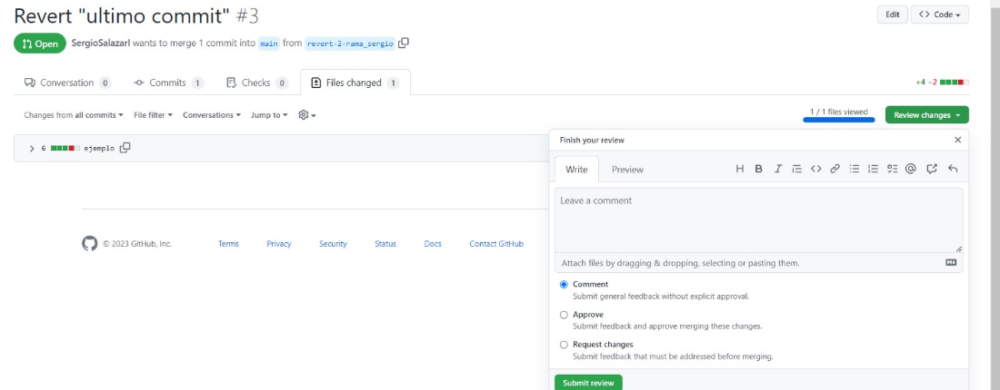 Revert "ultimo commit" #3
Edit
<> Code
Open
SergioSalazarI wants to merge 1 commit into main from revert-2-rama_sergio
Conversation 0
Commits 1
Checks 0
Files changed 1
+4 −2
Changes from all commits
File filter
Conversations
Jump to
1 / 1 files viewed
Review changes
6 ejemplo
Finish your review
Write
Preview
H B I
Leave a comment
Attach files by dragging & dropping, selecting or pasting them.
Comment
Submit general feedback without explicit approval.
Approve
Submit feedback and approve merging these changes.
Request changes
Submit feedback that must be addressed before merging.
Submit review
© 2023 GitHub, Inc.
Terms
Privacy
Security
Status
Docs
Contact GitHub